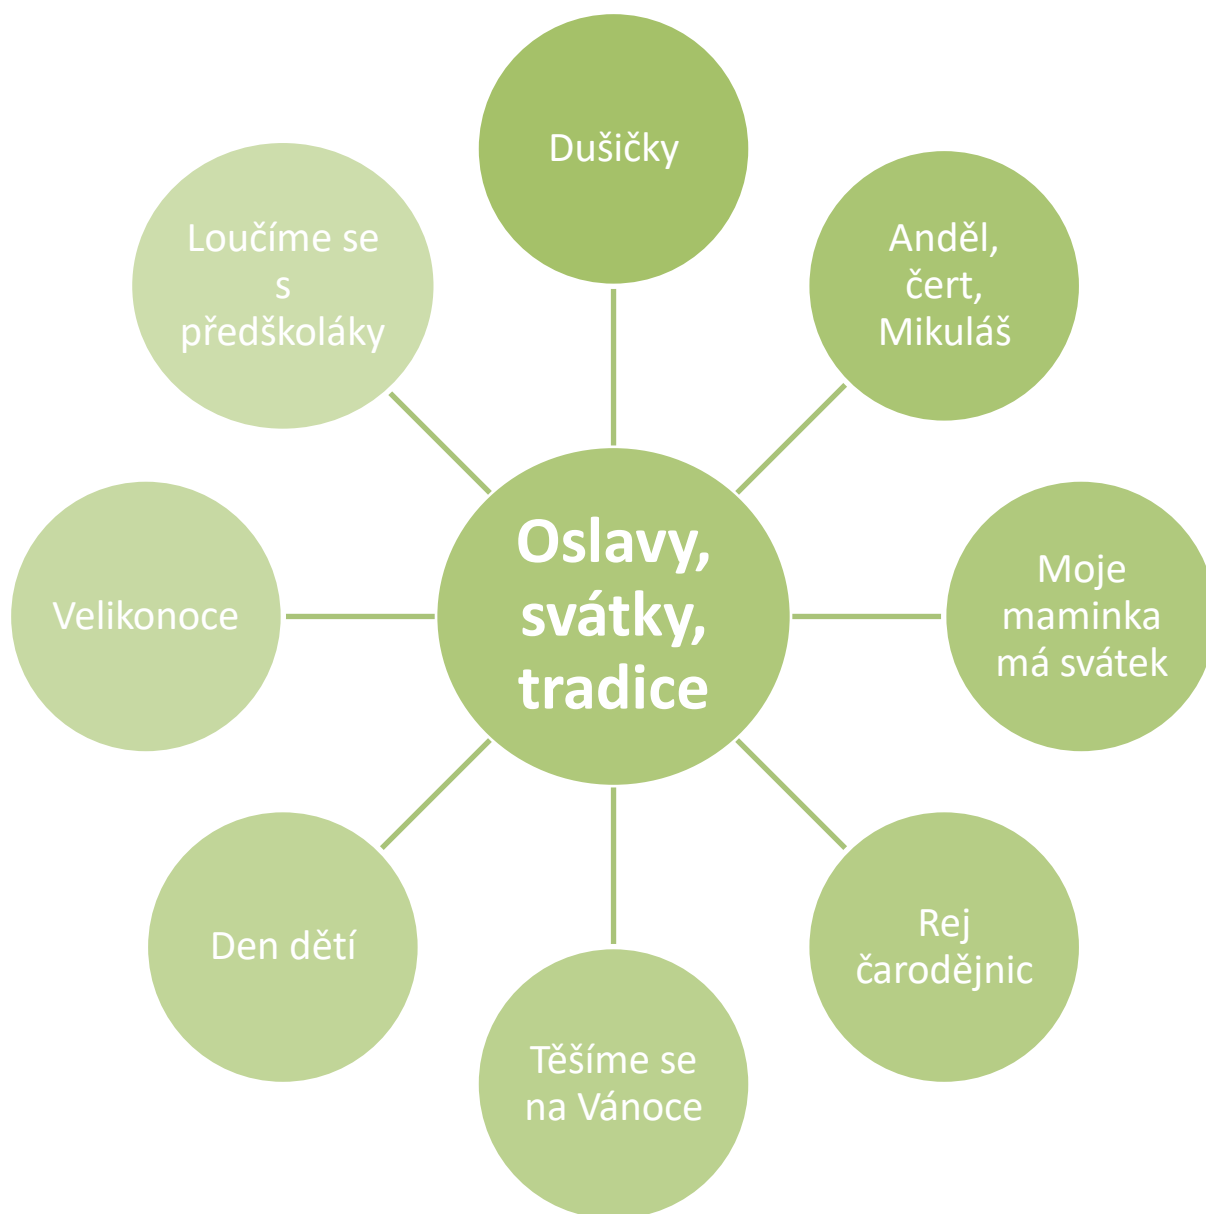 Dušičky
Anděl,
čert,
Mikuláš
Moje
maminka
má svátek
Rej
čarodějnic
Těšíme se
na Vánoce
Den dětí
Velikonoce
Loučíme se
s
předškoláky
Oslavy,
svátky,
tradice